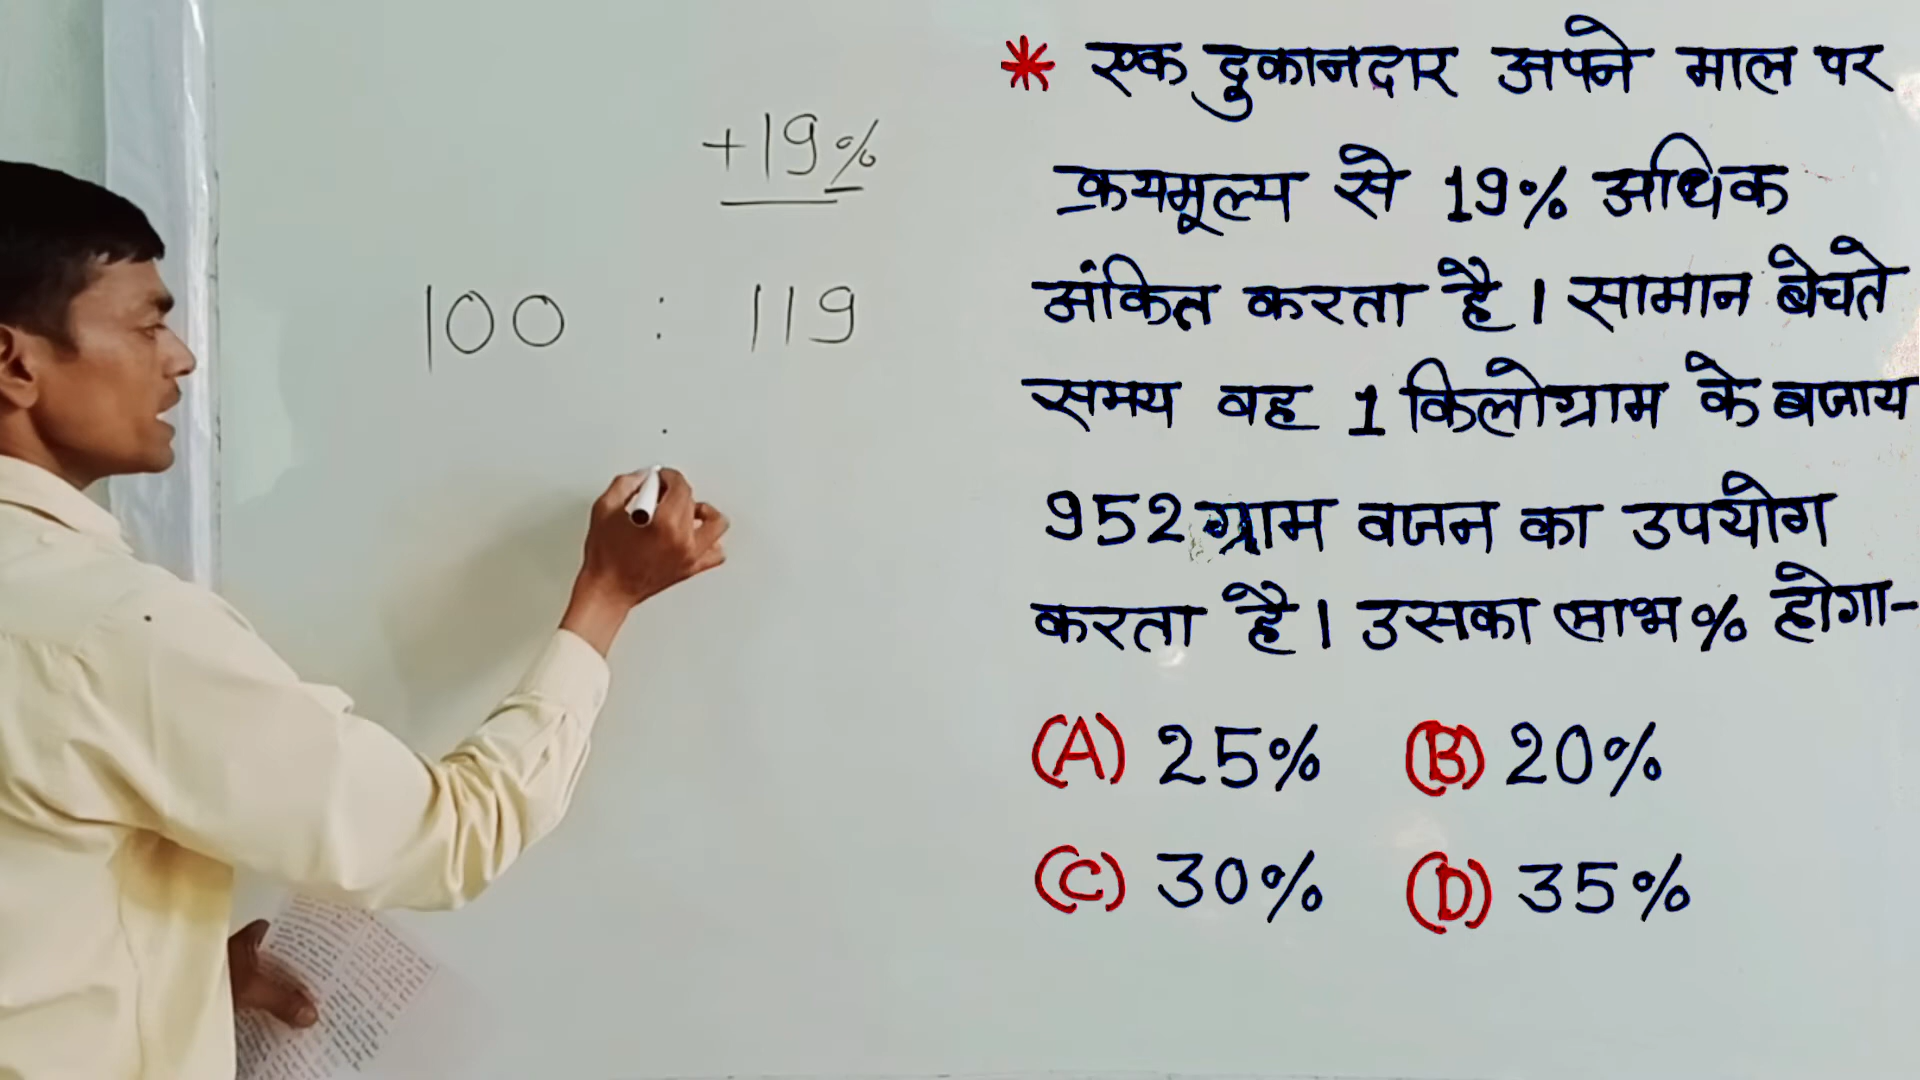 +19%
100 : 119
* एक दुकानदार अपने माल पर
क्रयमूल्य से 19% अधिक
अंकित करता है। सामान बेचते
समय वह 1 किलोग्राम के बजाय
952 ग्राम वजन का उपयोग
करता है। उसका लाभ % होगा-
(A) 25% (B) 20%
(C) 30% (D) 35%